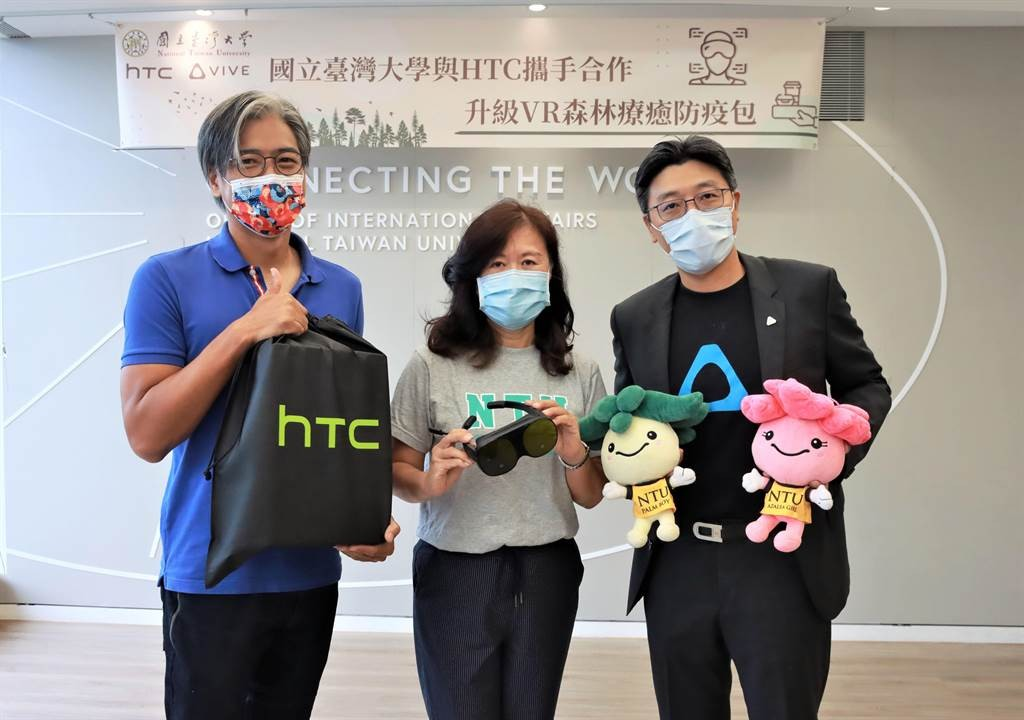 國立臺灣大學
National Taiwan University
hTC VIVE
國立臺灣大學與HTC攜手合作
升級VR森林療癒防疫包
NECTING THE WO
OF INTERNATION AIRS
TAIWAN UNIV
NTU
hTC
NTU
PALM BOY
NTU
AZALEA GIRL